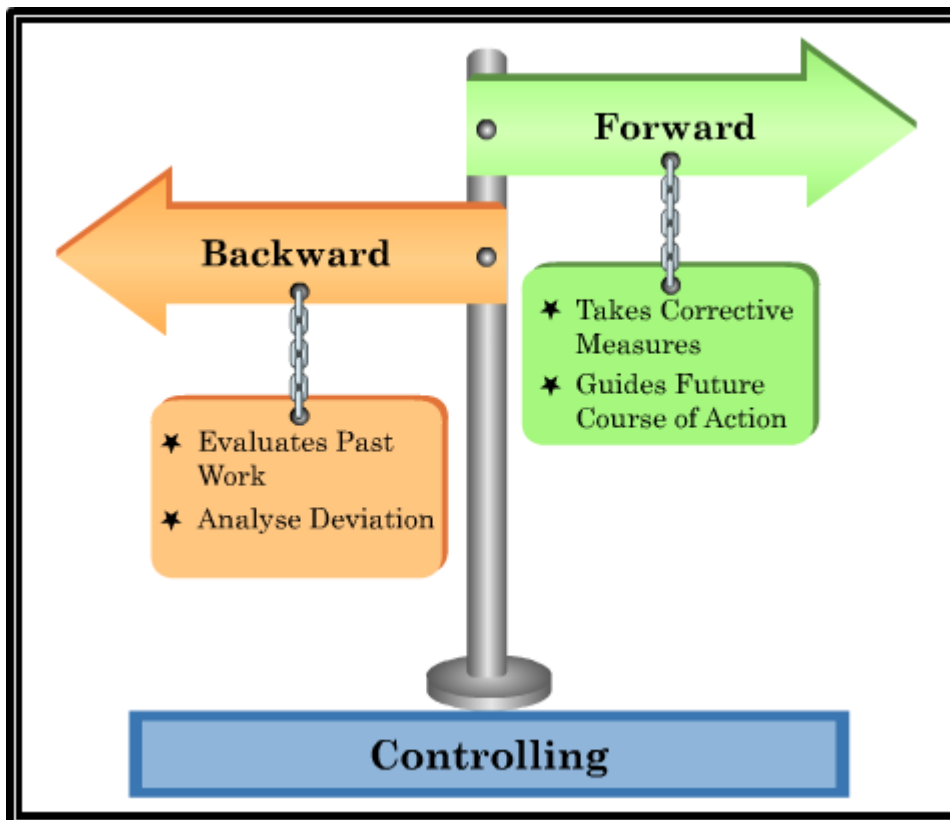 Forward
Backward
★ Takes Corrective
Measures
★ Guides Future
Course of Action
★ Evaluates Past
Work
★ Analyse Deviation
Controlling